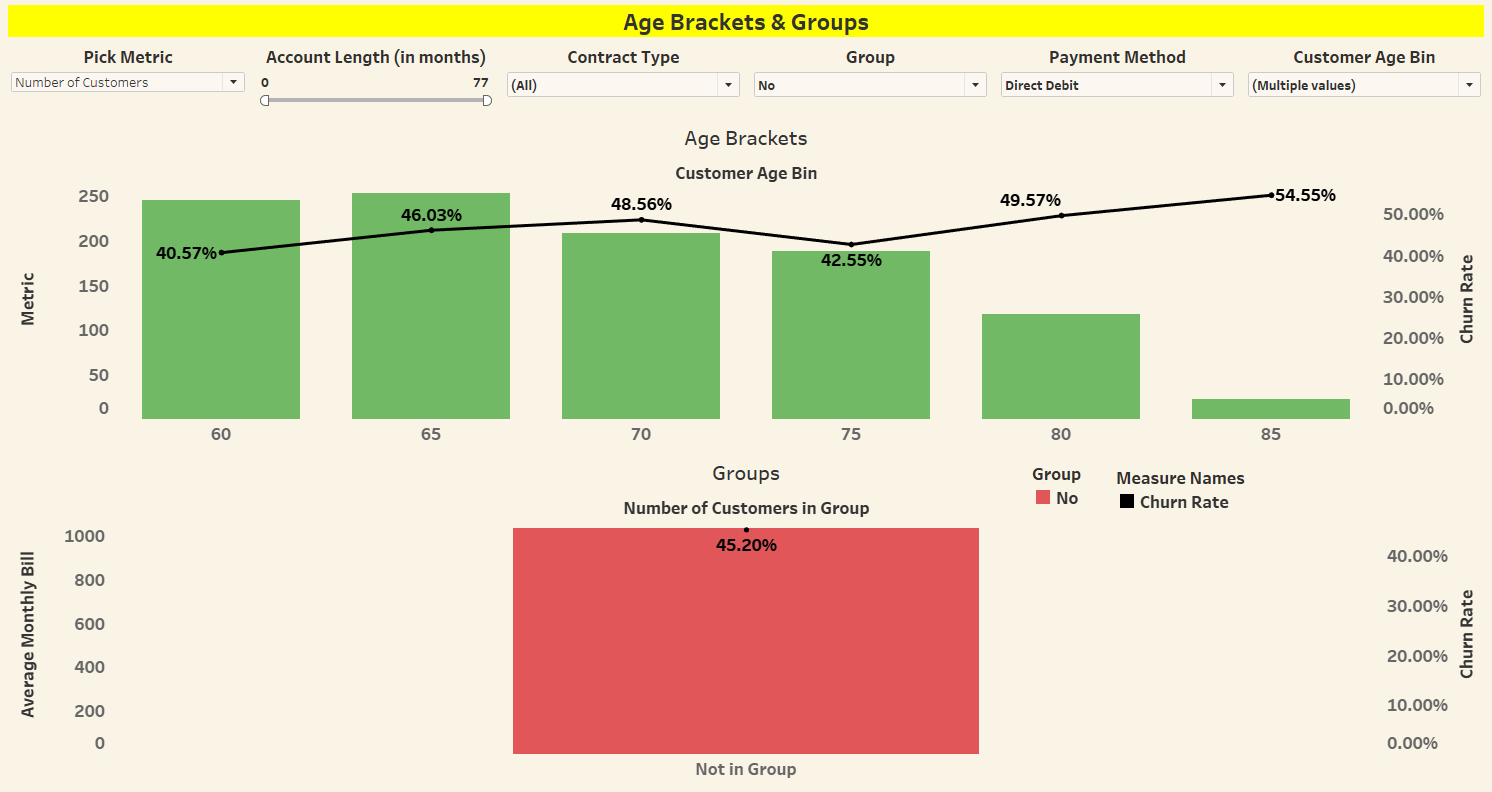 Age Brackets & Groups
Pick Metric Account Length (in months) Contract Type Group Payment Method Customer Age Bin
Number of Customers 0 77 (All) No Direct Debit (Multiple values)
Age Brackets
Customer Age Bin
250
200
150
100
50
0
Metric
40.57%
46.03%
48.56%
42.55%
49.57%
54.55%
50.00%
40.00%
30.00%
20.00%
10.00%
0.00%
Churn Rate
60 65 70 75 80 85
Groups
Group
No
Measure Names
Churn Rate
Number of Customers in Group
1000
800
600
400
200
0
Average Monthly Bill
45.20%
40.00%
30.00%
20.00%
10.00%
0.00%
Churn Rate
Not in Group